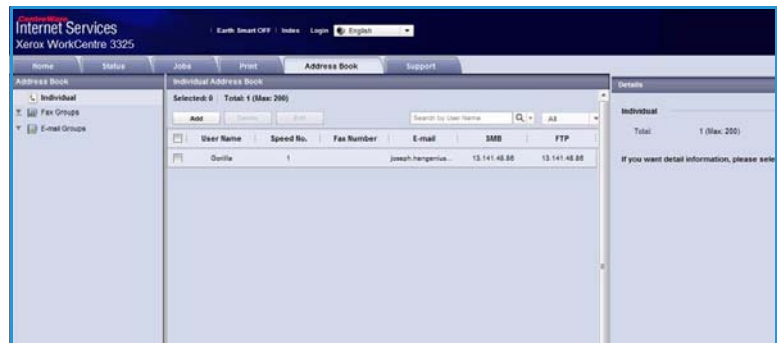 CentreWare
Internet Services
Xerox WorkCentre 3325
Earth Smart OFF Index Login English
Home Status Jobs Print Address Book Support
Address Book
Individual
Fax Groups
E-mail Groups
Individual Address Book
Selected: 0 Total: 1 (Max: 200)
Add Delete Edit Search by User Name All
User Name Speed No. Fax Number E-mail SMB FTP
Gorilla 1 13.141.48.86 13.141.48.86
Details
Individual
Total 1 (Max: 200)
If you want detail information, please sele